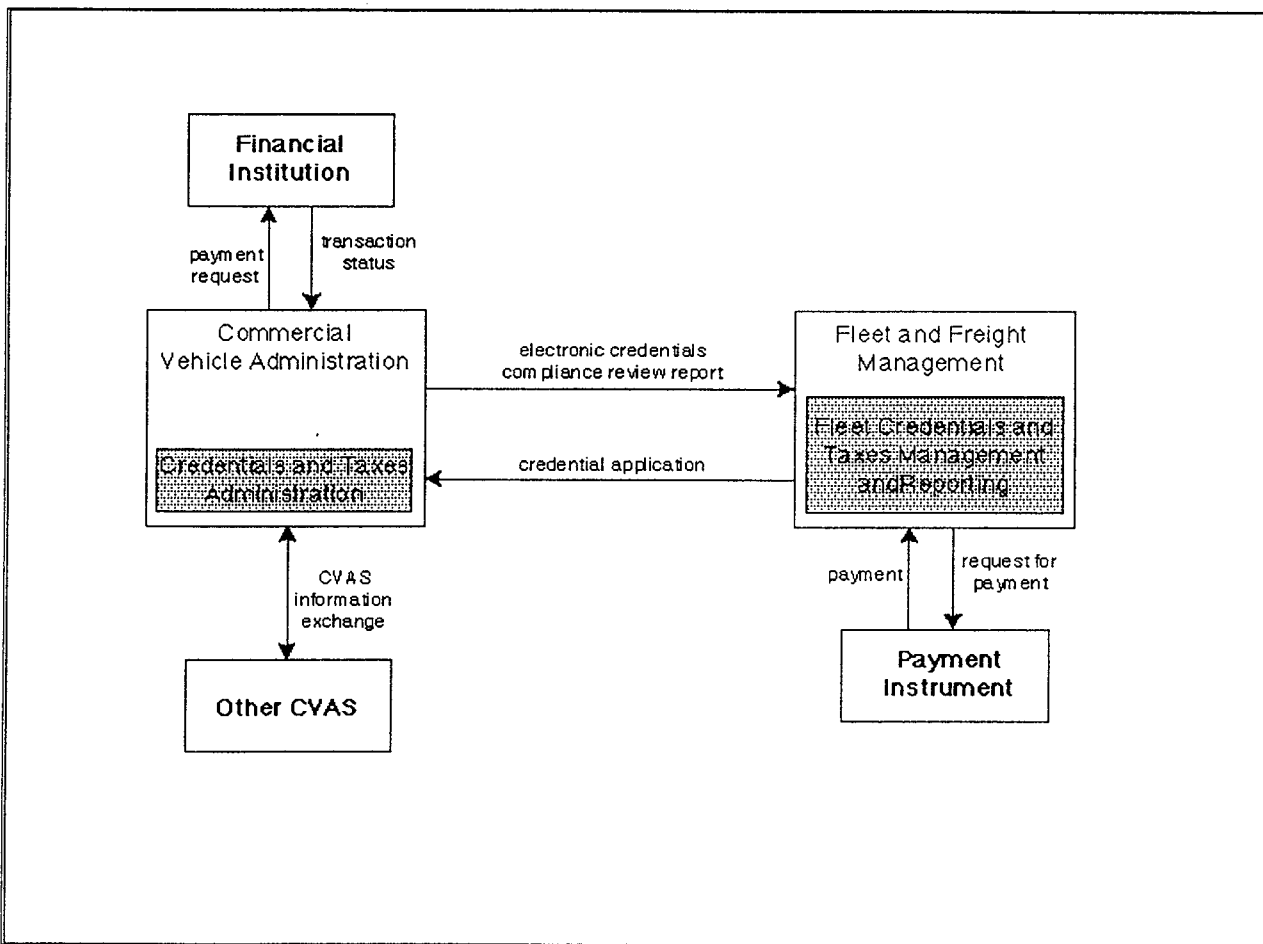 Financial
Institution
payment
request
transaction
status
Commercial
Vehicle Administration
Credentials and Taxes
Administration
electronic credentials
compliance review report
credential application
Fleet and Freight
Management
Fleet Credentials and
Taxes Management
andReporting
CVAS
information
exchange
payment
request for
payment
Other CVAS
Payment
Instrument